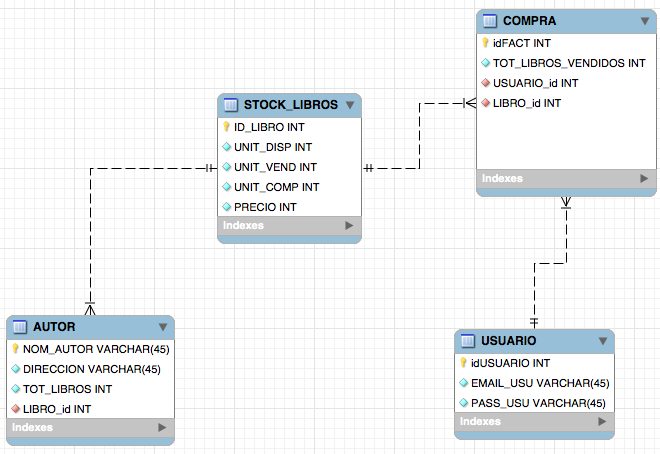 COMPRA
idFACT INT
TOT_LIBROS_VENDIDOS INT
USUARIO_id INT
LIBRO_id INT
Indexes
STOCK_LIBROS
ID_LIBRO INT
UNIT_DISP INT
UNIT_VEND INT
UNIT_COMP INT
PRECIO INT
Indexes
AUTOR
NOM_AUTOR VARCHAR(45)
DIRECCION VARCHAR(45)
TOT_LIBROS INT
LIBRO_id INT
Indexes
USUARIO
idUSUARIO INT
EMAIL_USU VARCHAR(45)
PASS_USU VARCHAR(45)
Indexes